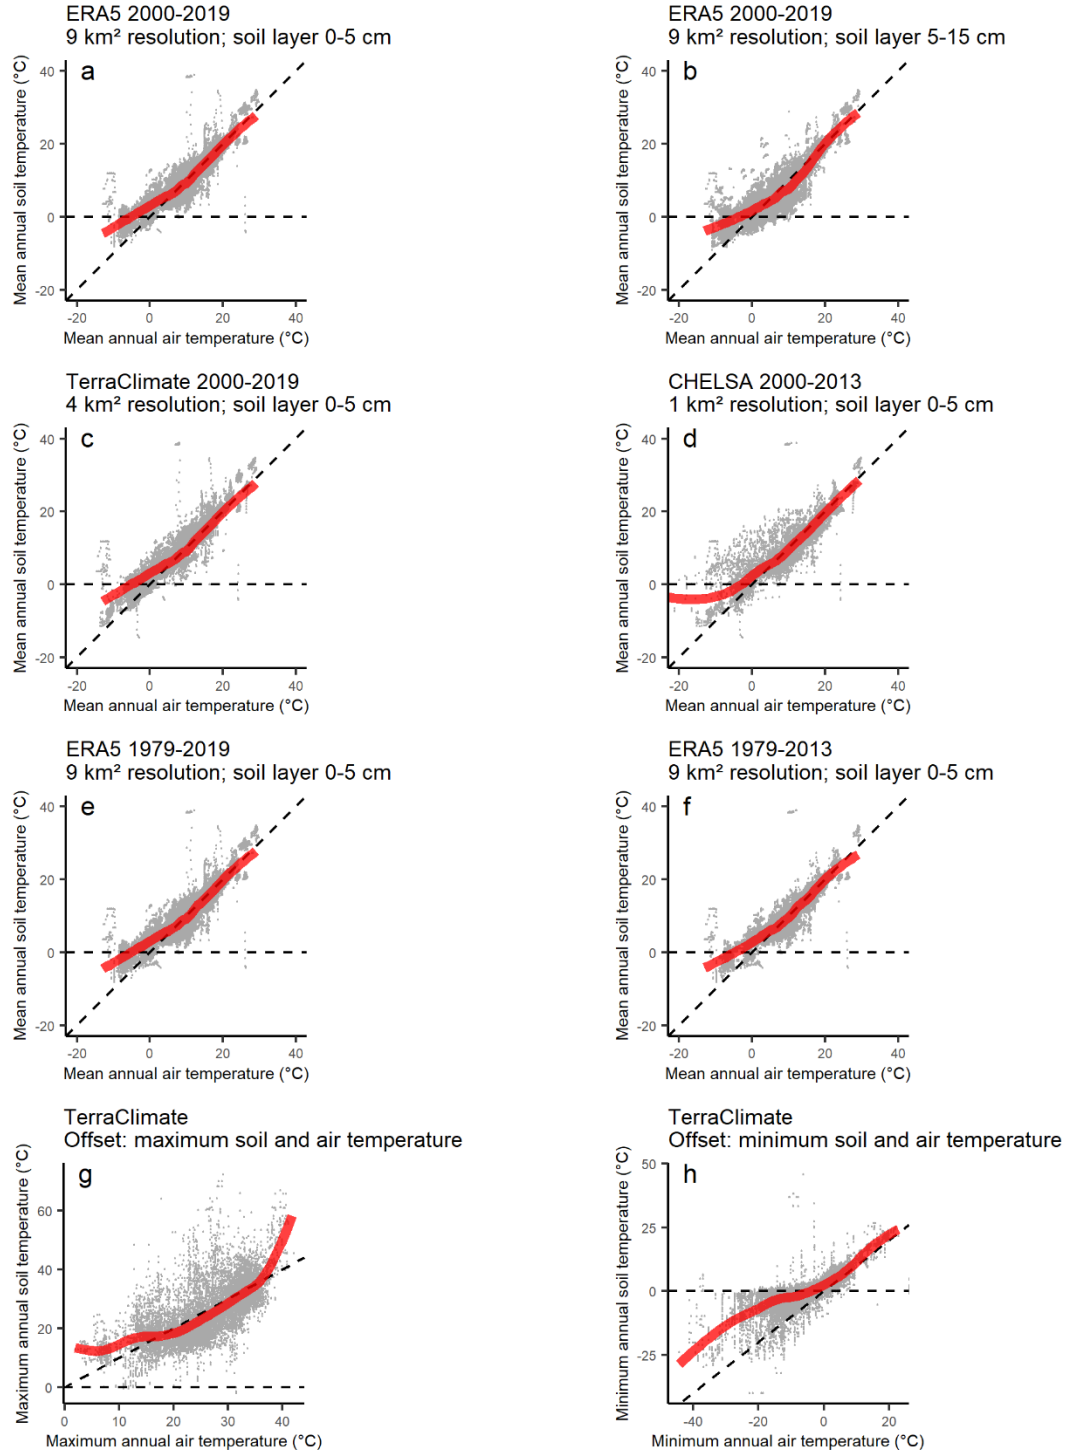 ERA5 2000-2019
9 km² resolution; soil layer 0-5 cm
a
Mean annual soil temperature (°C)
40
20
0
-20
-20 0 20 40
Mean annual air temperature (°C)
ERA5 2000-2019
9 km² resolution; soil layer 5-15 cm
b
Mean annual soil temperature (°C)
40
20
0
-20
-20 0 20 40
Mean annual air temperature (°C)
TerraClimate 2000-2019
4 km² resolution; soil layer 0-5 cm
c
Mean annual soil temperature (°C)
40
20
0
-20
-20 0 20 40
Mean annual air temperature (°C)
CHELSA 2000-2013
1 km² resolution; soil layer 0-5 cm
d
Mean annual soil temperature (°C)
40
20
0
-20
-20 0 20 40
Mean annual air temperature (°C)
ERA5 1979-2019
9 km² resolution; soil layer 0-5 cm
e
Mean annual soil temperature (°C)
40
20
0
-20
-20 0 20 40
Mean annual air temperature (°C)
ERA5 1979-2013
9 km² resolution; soil layer 0-5 cm
f
Mean annual soil temperature (°C)
40
20
0
-20
-20 0 20 40
Mean annual air temperature (°C)
TerraClimate
Offset: maximum soil and air temperature
g
Maximum annual soil temperature (°C)
60
40
20
0
0 10 20 30 40
Maximum annual air temperature (°C)
TerraClimate
Offset: minimum soil and air temperature
h
Minimum annual soil temperature (°C)
50
25
0
-25
-40 -20 0 20
Minimum annual air temperature (°C)